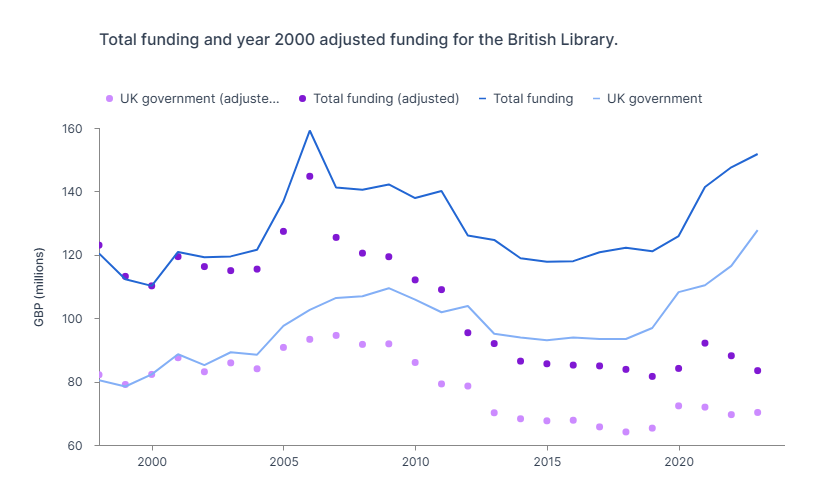 Total funding and year 2000 adjusted funding for the British Library.
UK government (adjuste... Total funding (adjusted) Total funding UK government
GBP (millions)
160
140
120
100
80
60
2000 2005 2010 2015 2020